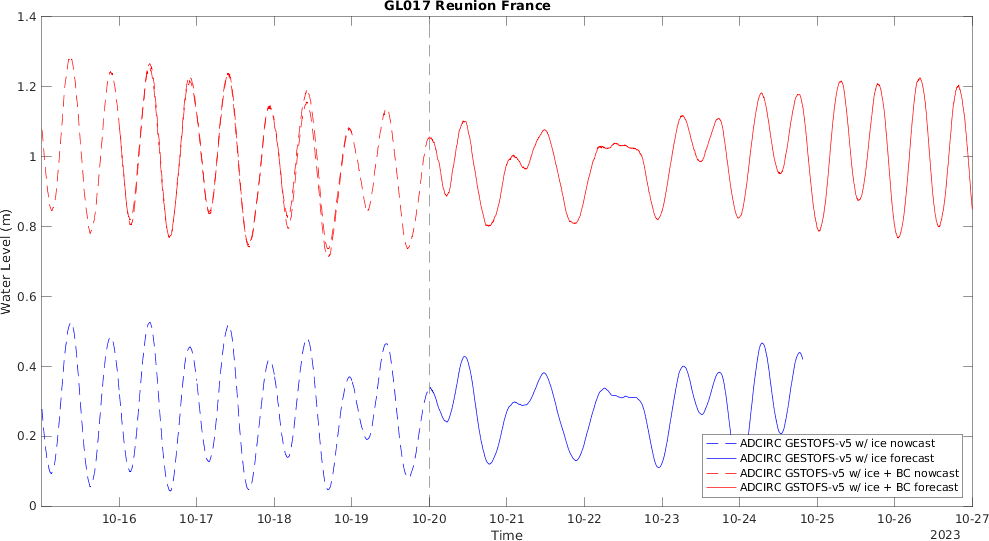 GL017 Reunion France
1.4
1.2
1
0.8
0.6
0.4
0.2
0
Water Level (m)
ADCIRC GESTOFS-v5 w/ ice nowcast
ADCIRC GESTOFS-v5 w/ ice forecast
ADCIRC GSTOFS-v5 w/ ice + BC nowcast
ADCIRC GSTOFS-v5 w/ ice + BC forecast
10-16 10-17 10-18 10-19 10-20 10-21 10-22 10-23 10-24 10-25 10-26 10-27
Time
2023